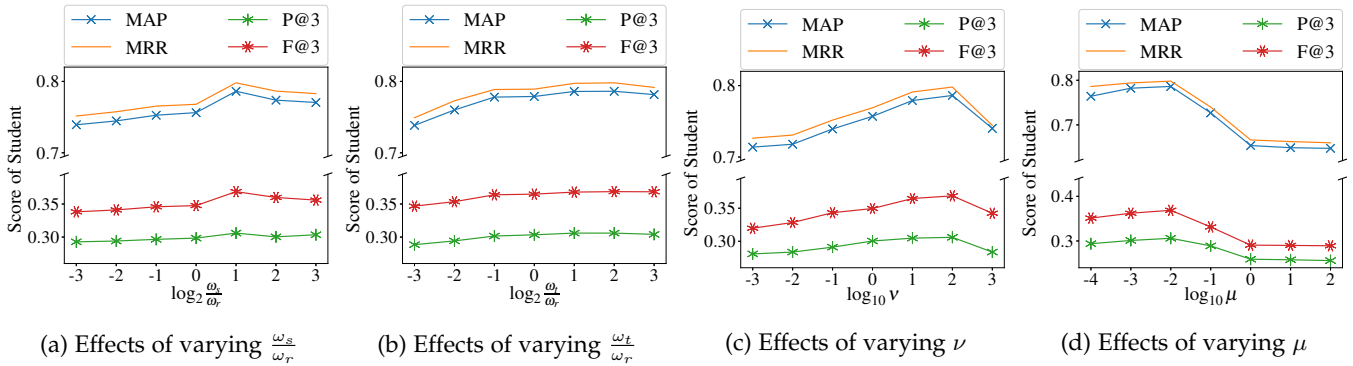 MAP P@3
MRR F@3
Score of Student
0.8
0.7
0.35
0.30
-3 -2 -1 0 1 2 3
log₂ ωₛ/ωᵣ
(a) Effects of varying ωₛ/ωᵣ
MAP P@3
MRR F@3
Score of Student
0.8
0.7
0.35
0.30
-3 -2 -1 0 1 2 3
log₂ ωₜ/ωᵣ
(b) Effects of varying ωₜ/ωᵣ
MAP P@3
MRR F@3
Score of Student
0.8
0.7
0.35
0.30
-3 -2 -1 0 1 2 3
log₁₀ ν
(c) Effects of varying ν
MAP P@3
MRR F@3
Score of Student
0.8
0.7
0.4
0.3
-4 -3 -2 -1 0 1 2
log₁₀ μ
(d) Effects of varying μ